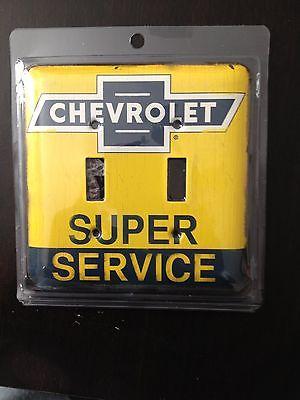 CHEVROLET
®
SUPER
SERVICE